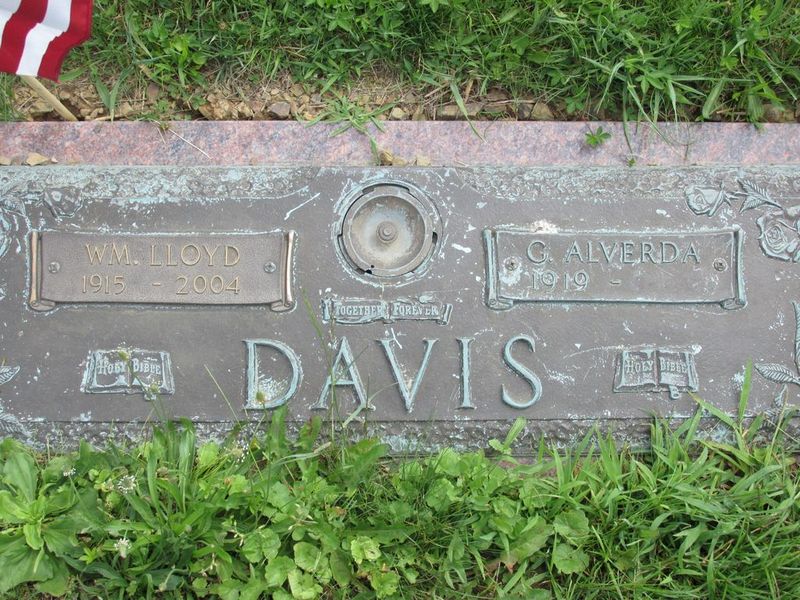 WM. LLOYD
1915 - 2004
G. ALVERDA
1919 -
TOGETHER FOREVER
HOLY BIBLE
DAVIS
HOLY BIBLE